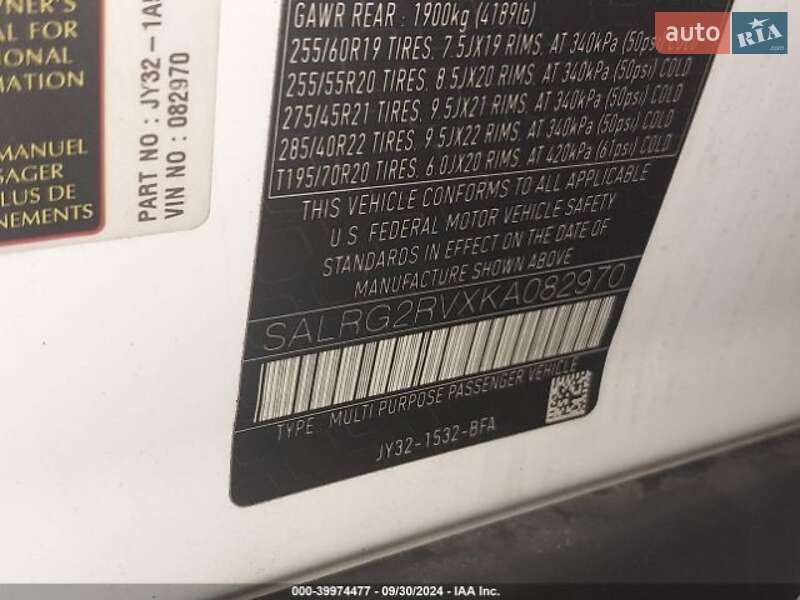 WNER'S
AL FOR
TIONAL
MATION
MANUEL
SAGER
PLUS DE
NEMENTS
PART NO : JY32-1A
VIN NO : 082970
GAWR REAR : 1900kg (4189lb)
255/60R19 TIRES. 7.5JX19 RIMS. AT 340kPa (50psi) COLD
255/55R20 TIRES. 8.5JX20 RIMS. AT 340kPa (50psi) COLD
275/45R21 TIRES. 9.5JX21 RIMS. AT 340kPa (50psi) COLD
285/40R22 TIRES. 9.5JX22 RIMS. AT 340kPa (50psi) COLD
T195/70R20 TIRES. 6.0JX20 RIMS. AT 420kPa (61psi) COLD
THIS VEHICLE CONFORMS TO ALL APPLICABLE
U.S FEDERAL MOTOR VEHICLE SAFETY
STANDARDS IN EFFECT ON THE DATE OF
MANUFACTURE SHOWN ABOVE
SALRG2RVXKA082970
TYPE MULTI PURPOSE PASSENGER VEHICLE
JY32-1532-BFA
auto RIA.com
000-39974477 - 09/30/2024 - IAA Inc.